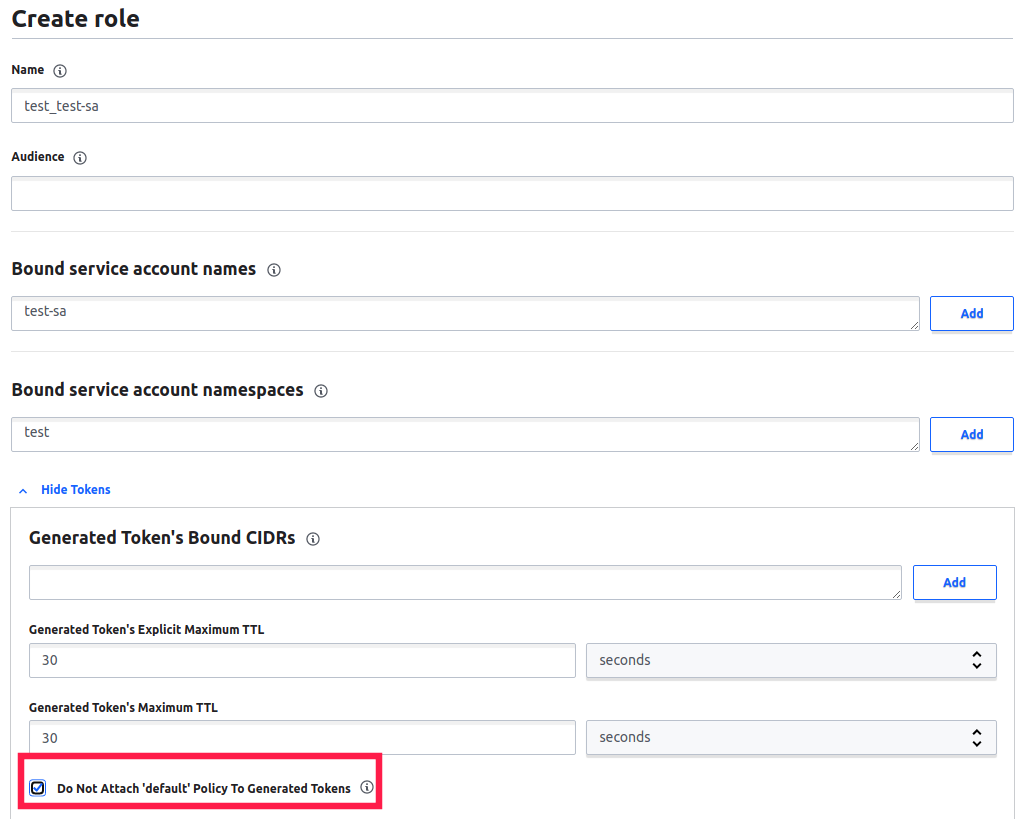 Create role
Name
test_test-sa
Audience
Bound service account names
test-sa
Add
Bound service account namespaces
test
Add
Hide Tokens
Generated Token's Bound CIDRs
Add
Generated Token's Explicit Maximum TTL
30 seconds
Generated Token's Maximum TTL
30 seconds
Do Not Attach 'default' Policy To Generated Tokens